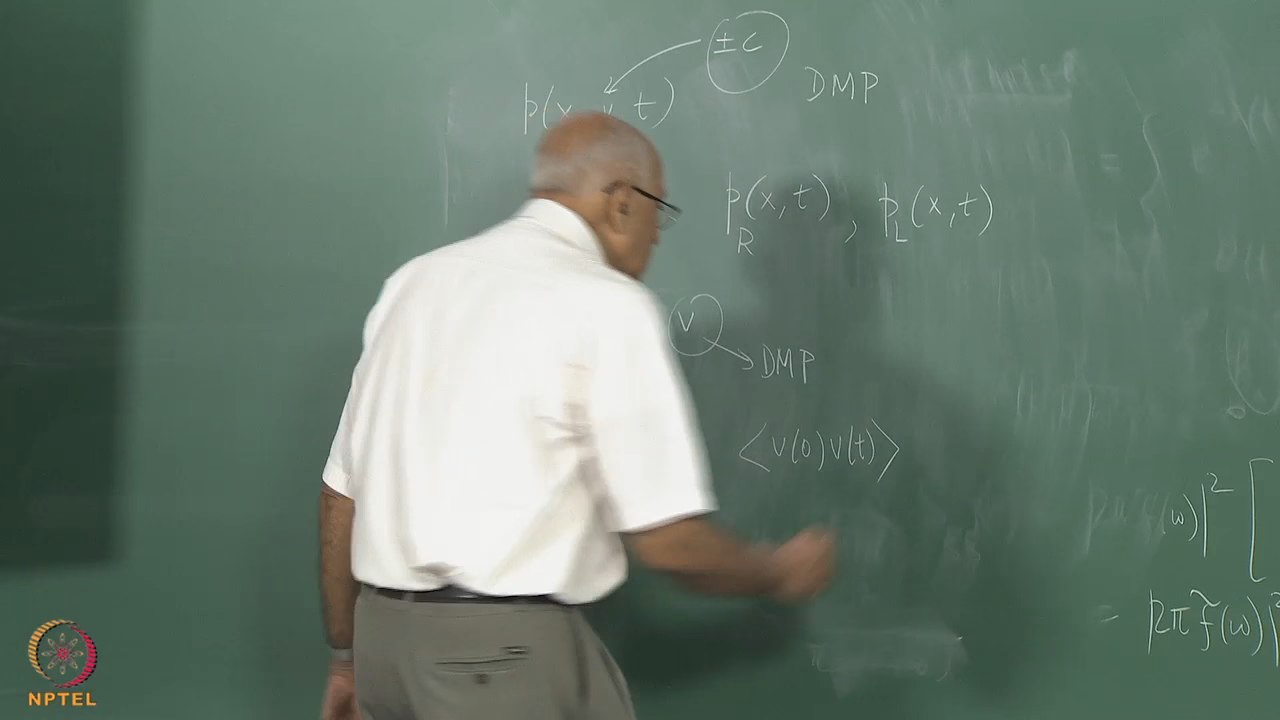 ±c
p(x, v, t)
DMP
p_R(x,t), p_L(x,t)
v
DMP
⟨v(0)v(t)⟩
(ω)|² [
= |2π f̃(ω)|²
NPTEL